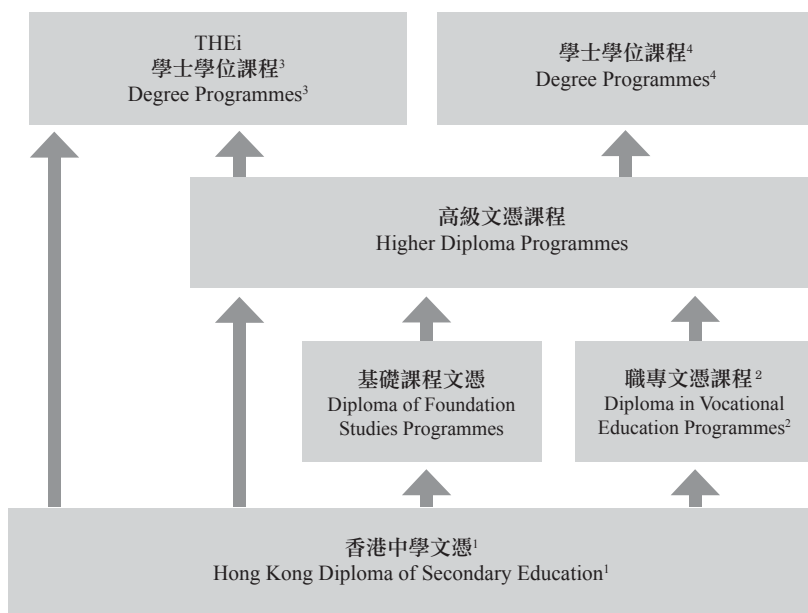 THEi
學士學位課程³
Degree Programmes³
學士學位課程⁴
Degree Programmes⁴
高級文憑課程
Higher Diploma Programmes
基礎課程文憑
Diploma of Foundation
Studies Programmes
職專文憑課程²
Diploma in Vocational
Education Programmes²
香港中學文憑¹
Hong Kong Diploma of Secondary Education¹